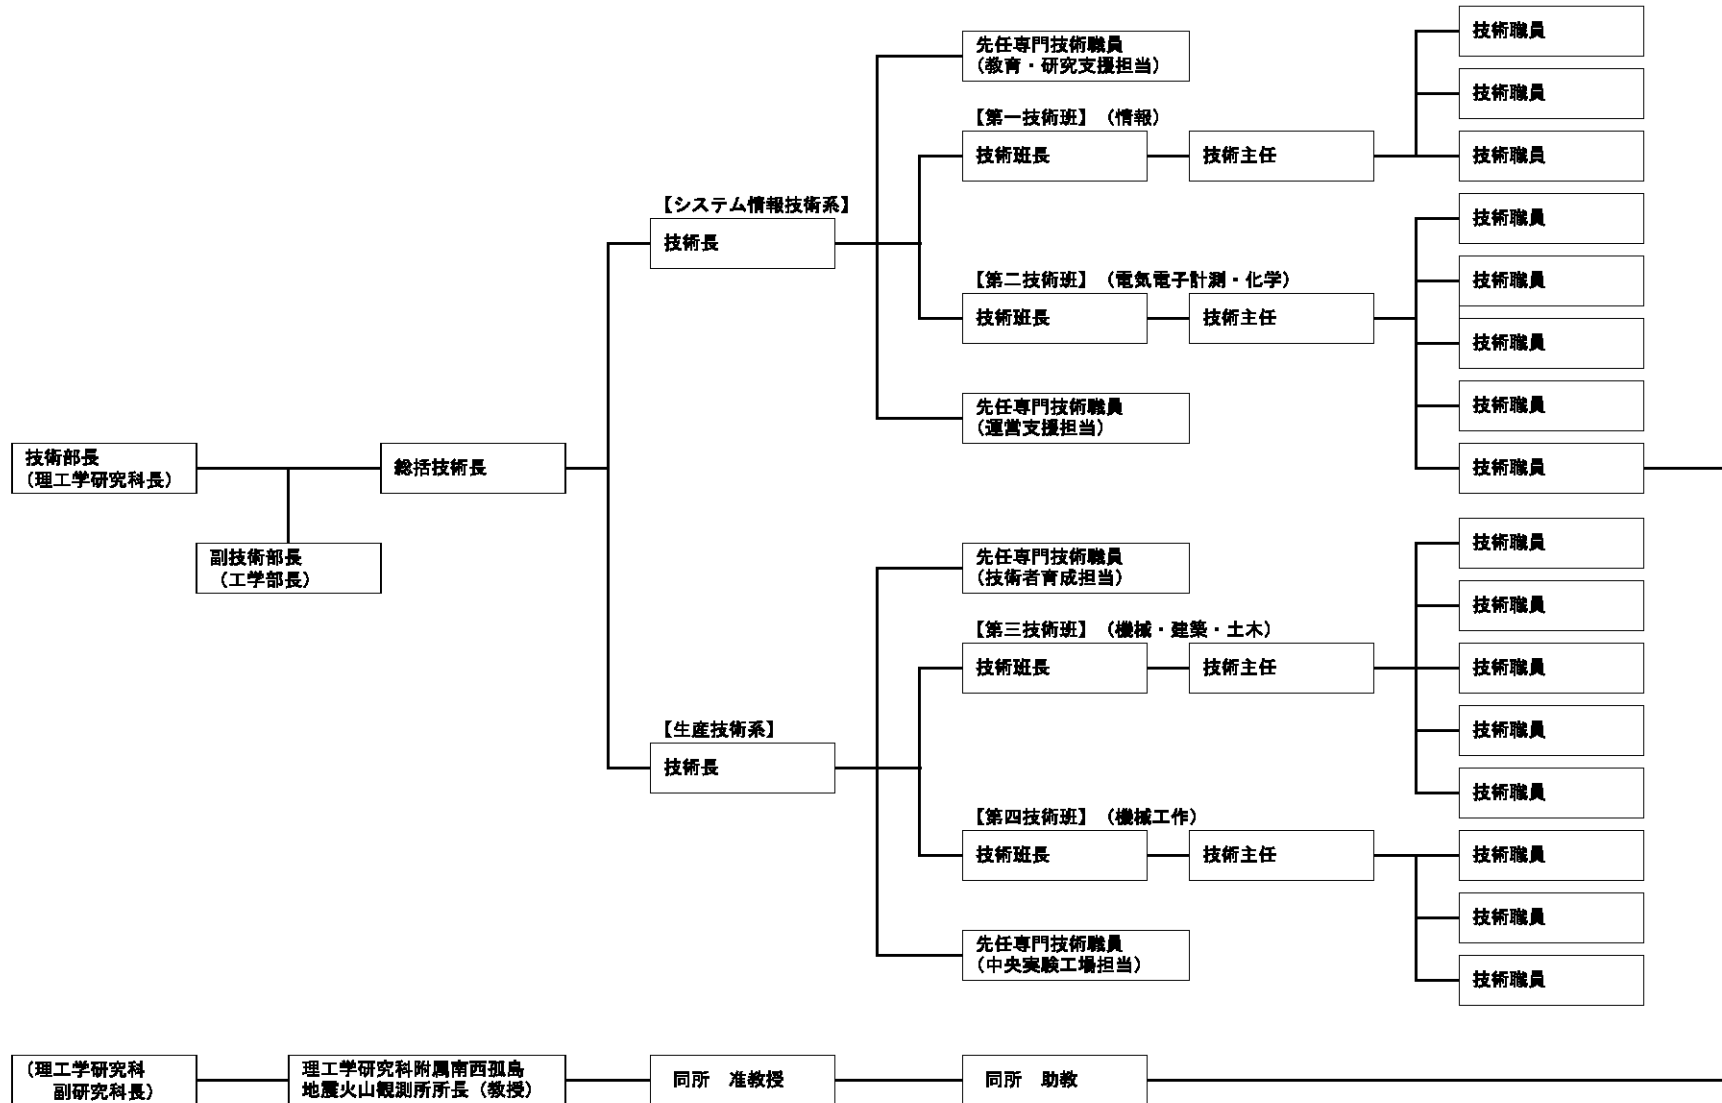 技術部長
(理工学研究科長)
副技術部長
(工学部長)
総括技術長
【システム情報技術系】
技術長
先任専門技術職員
(教育・研究支援担当)
【第一技術班】(情報)
技術班長
技術主任
技術職員
技術職員
技術職員
【第二技術班】(電気電子計測・化学)
技術班長
技術主任
技術職員
技術職員
技術職員
技術職員
技術職員
先任専門技術職員
(運営支援担当)
【生産技術系】
技術長
先任専門技術職員
(技術者育成担当)
【第三技術班】(機械・建築・土木)
技術班長
技術主任
技術職員
技術職員
技術職員
技術職員
技術職員
【第四技術班】(機械工作)
技術班長
技術主任
技術職員
技術職員
技術職員
先任専門技術職員
(中央実験工場担当)
(理工学研究科
副研究科長)
理工学研究科附属南西孤島
地震火山観測所所長(教授)
同所 准教授
同所 助教